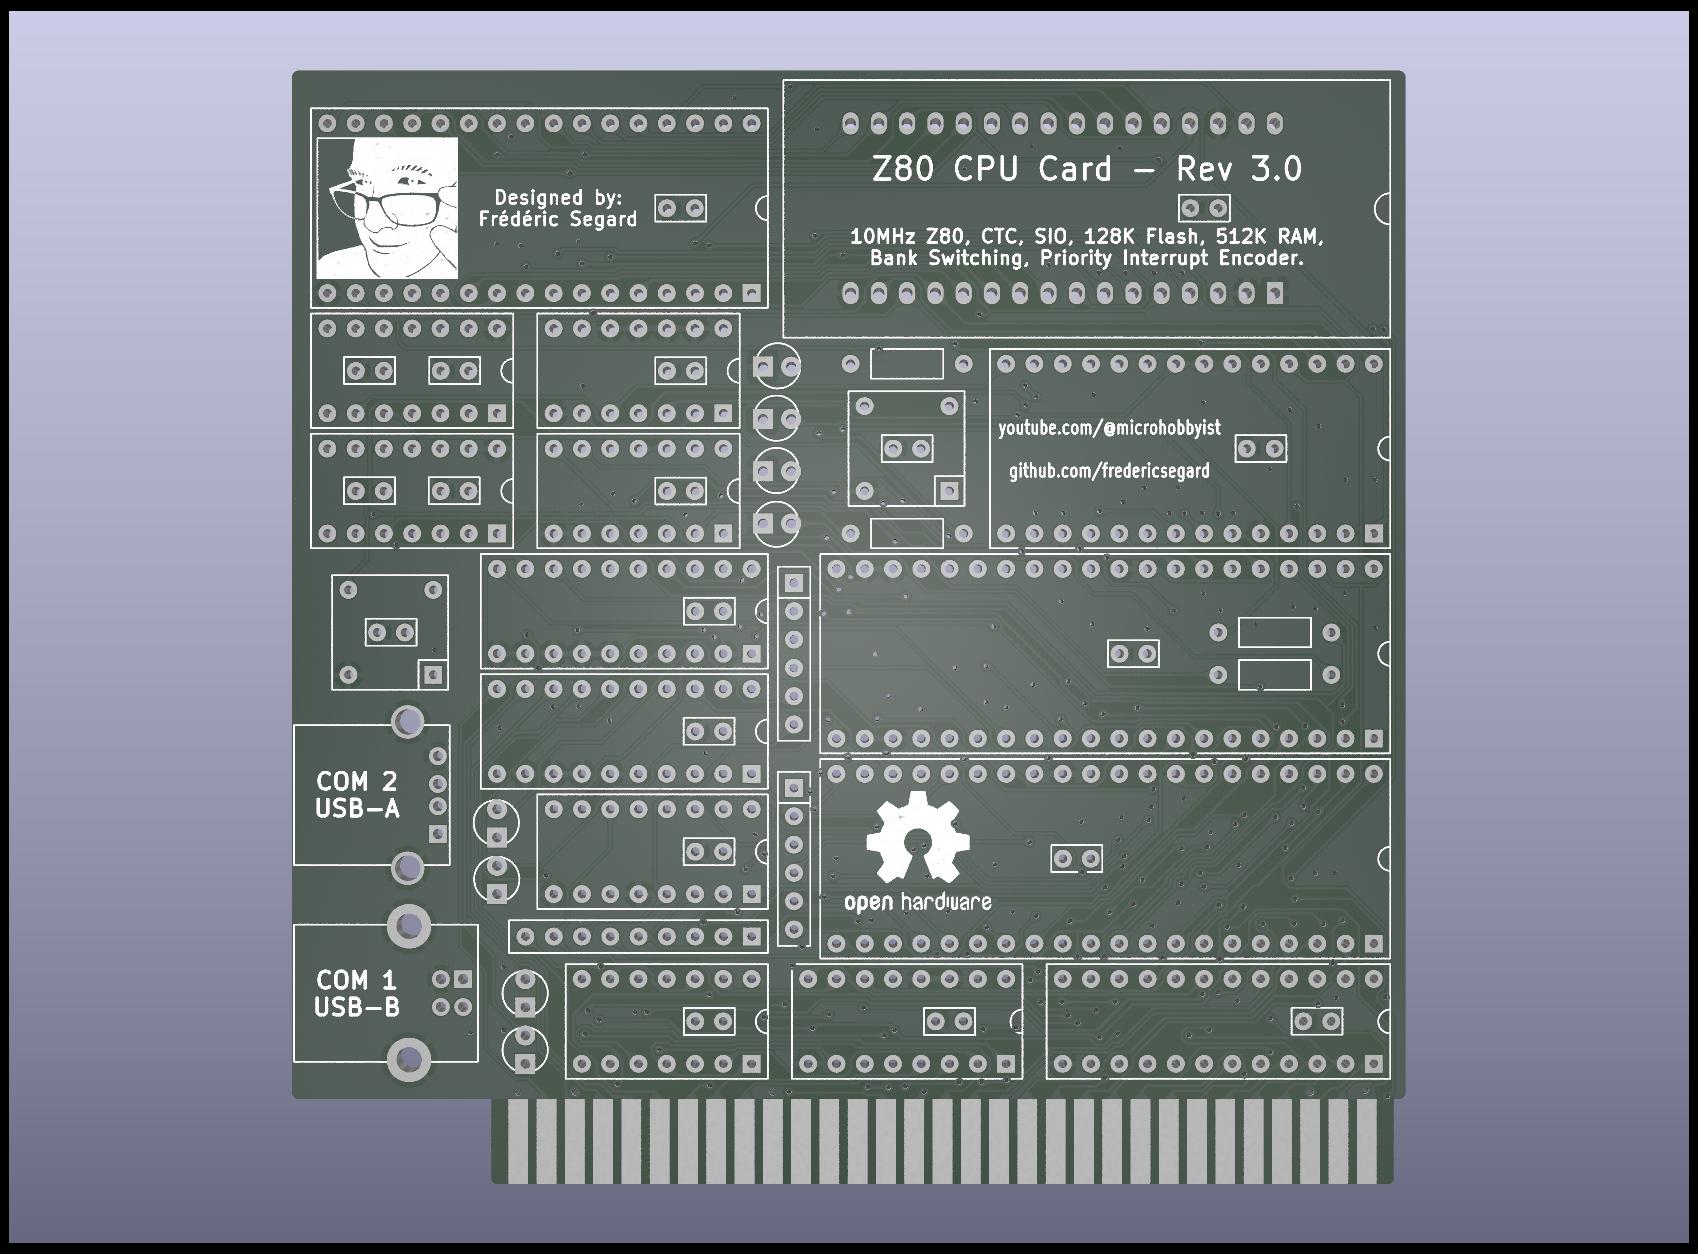 Z80 CPU Card - Rev 3.0
Designed by:
Frédéric Segard
10MHz Z80, CTC, SIO, 128K Flash, 512K RAM,
Bank Switching, Priority Interrupt Encoder.
youtube.com/@microhobbyist
github.com/fredericsegard
COM 2
USB-A
open hardware
COM 1
USB-B